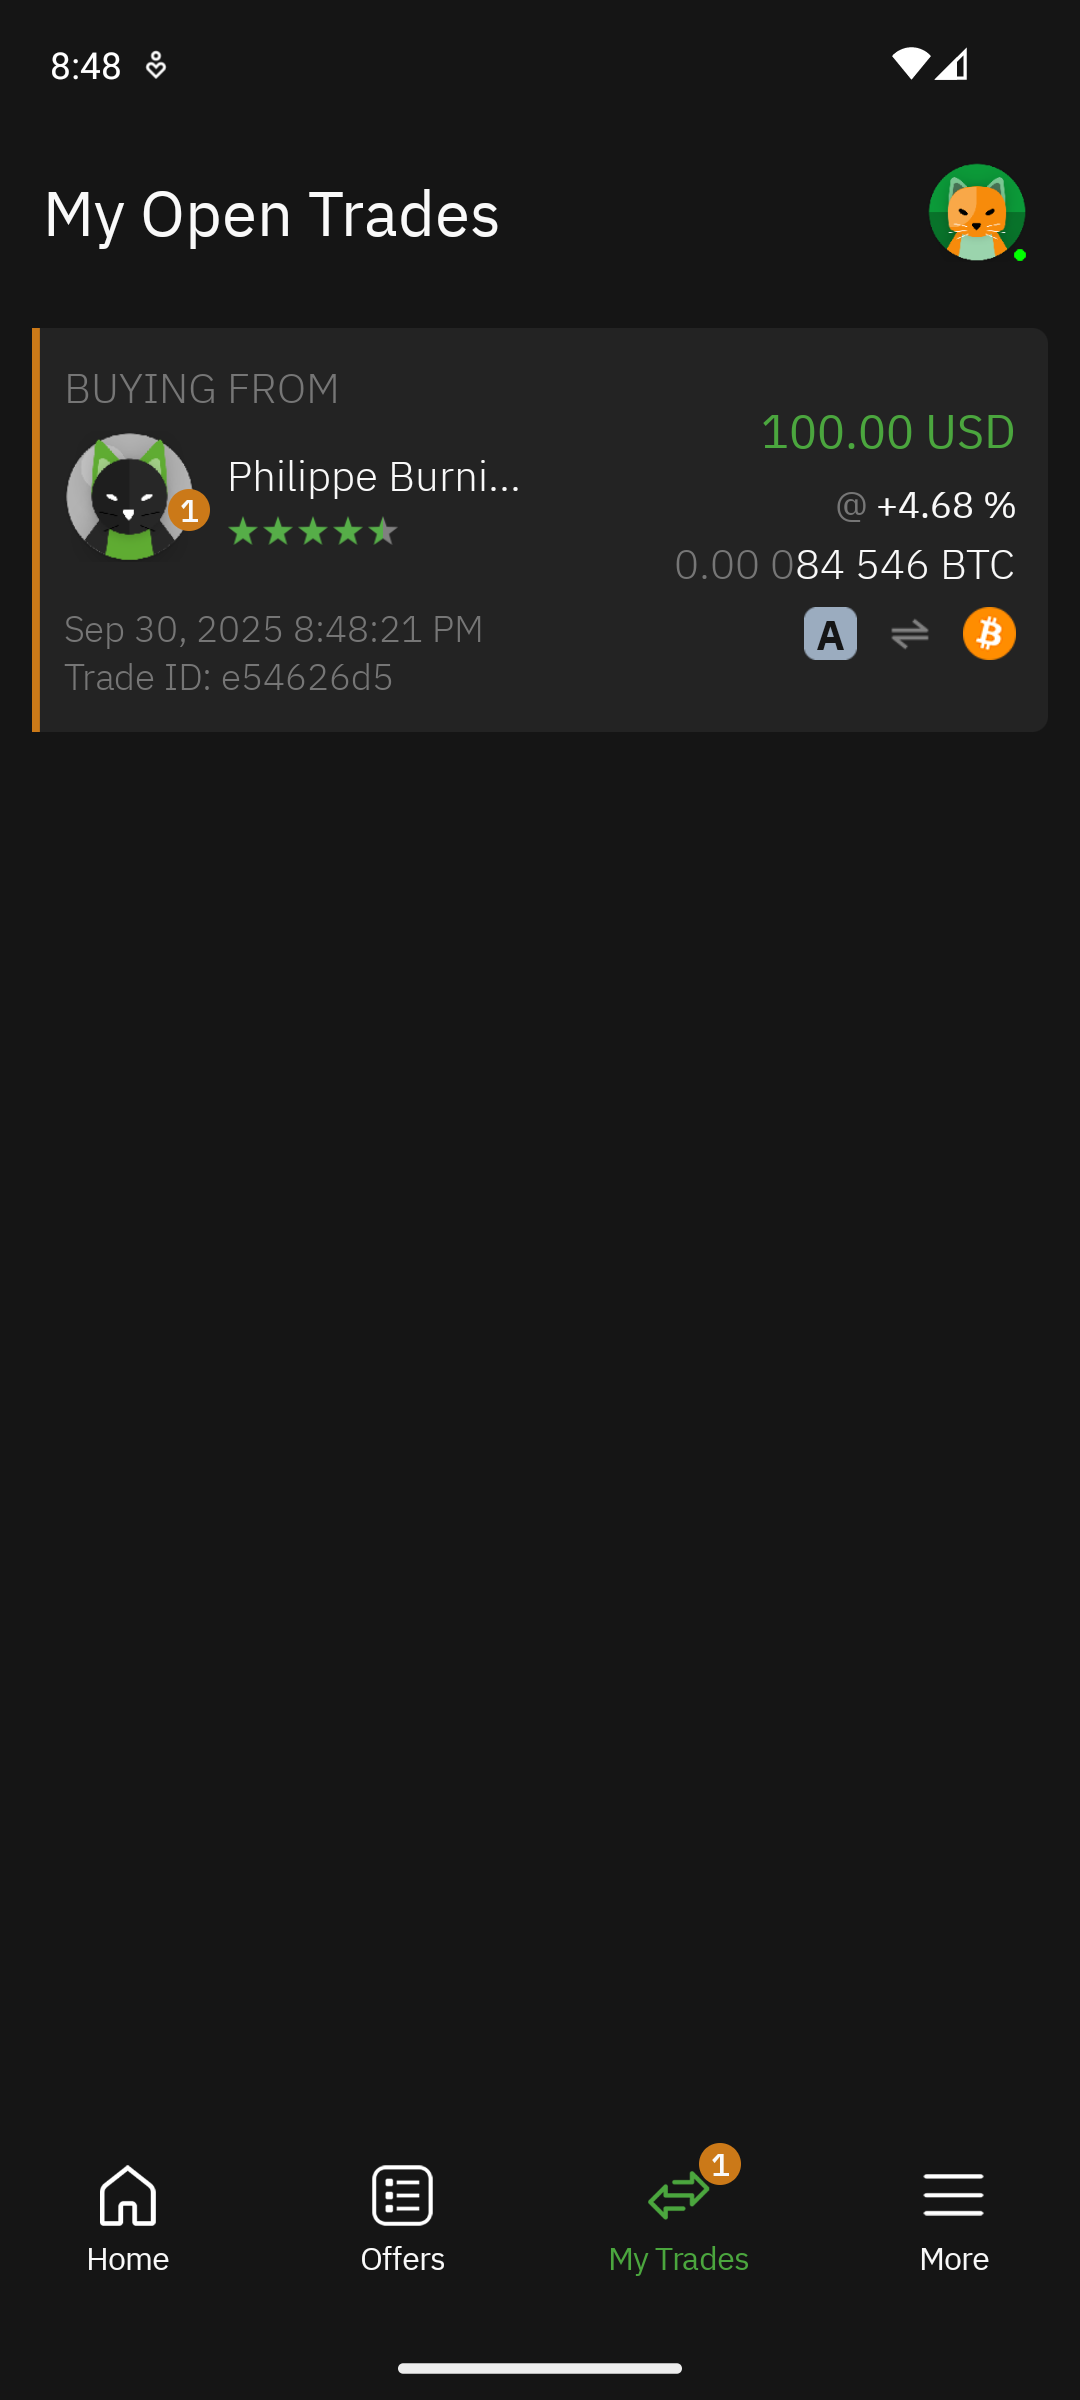 8:48
My Open Trades
BUYING FROM
Philippe Burni...
1
100.00 USD
@ +4.68 %
0.00 084 546 BTC
A
Sep 30, 2025 8:48:21 PM
Trade ID: e54626d5
1
Home
Offers
My Trades
More